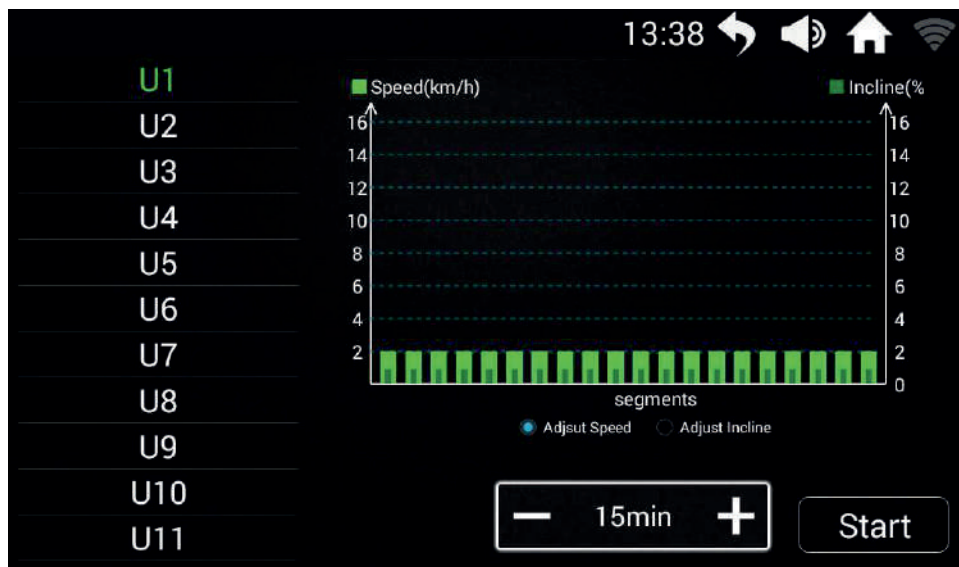 13:38
U1
U2
U3
U4
U5
U6
U7
U8
U9
U10
U11
Speed(km/h)
Incline(%
16
14
12
10
8
6
4
2
16
14
12
10
8
6
4
2
0
segments
Adjsut Speed
Adjust Incline
15min
Start